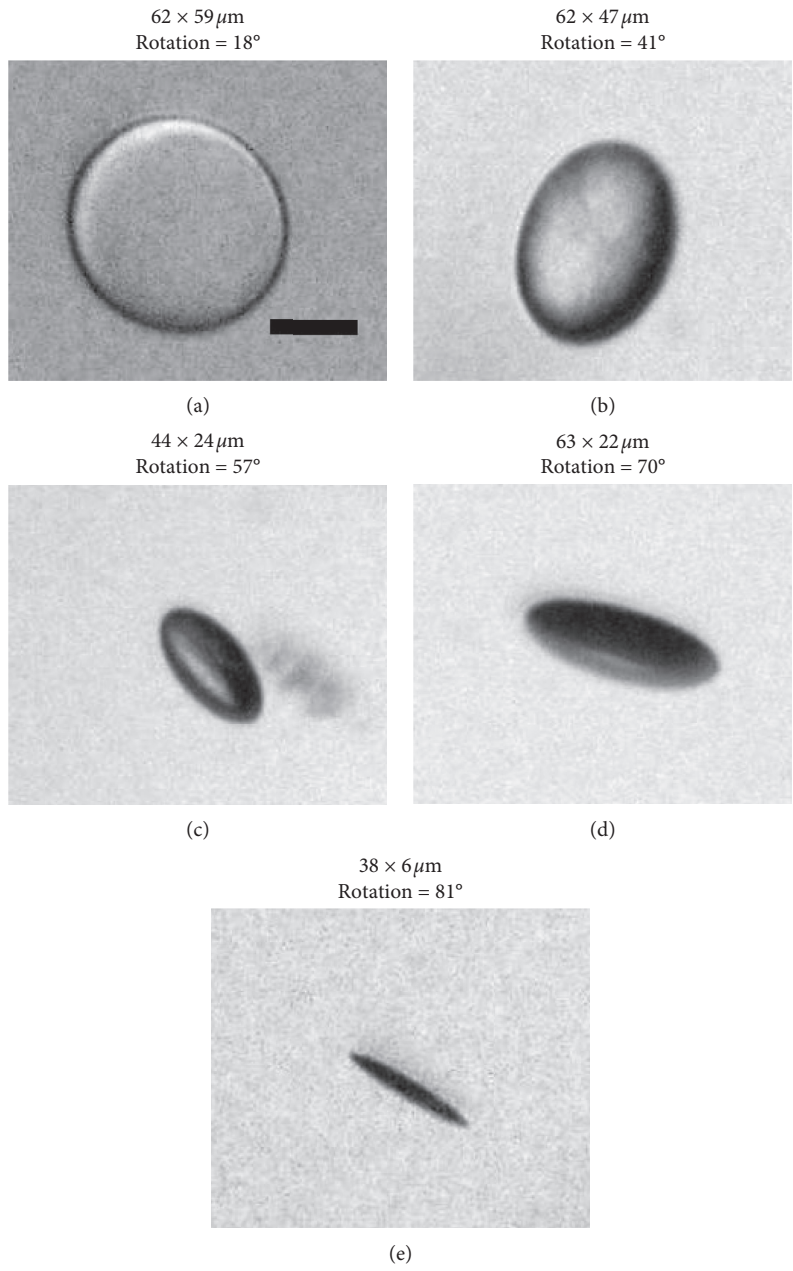 62 × 59 μm
Rotation = 18°
62 × 47 μm
Rotation = 41°
(a)
(b)
44 × 24 μm
Rotation = 57°
63 × 22 μm
Rotation = 70°
(c)
(d)
38 × 6 μm
Rotation = 81°
(e)